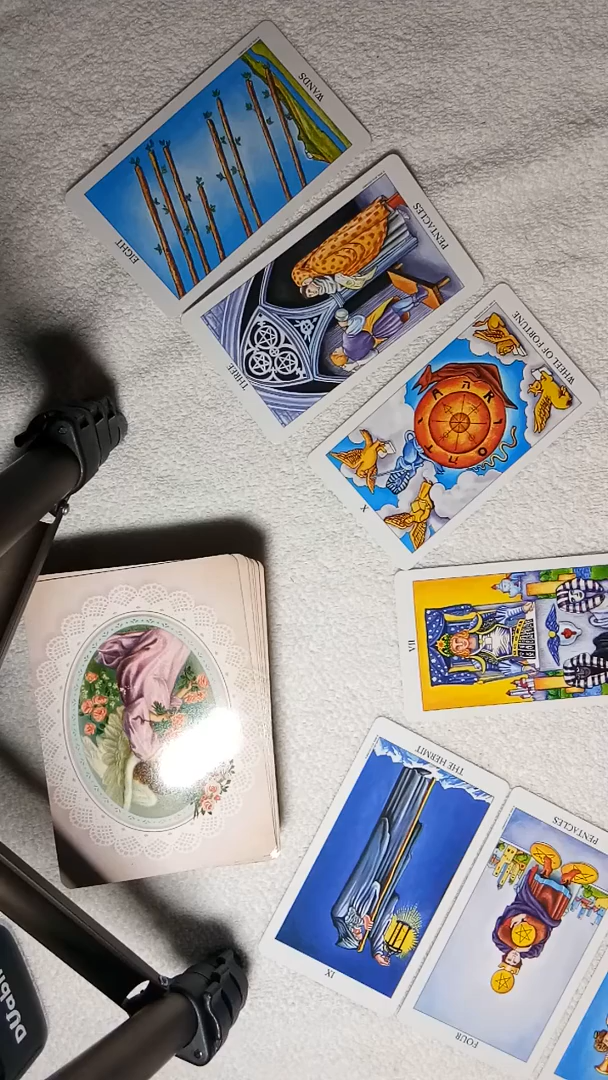 EIGHT
WANDS
THREE
PENTACLES
X
WHEEL OF FORTUNE
VII
IX
THE HERMIT
FOUR
PENTACLES